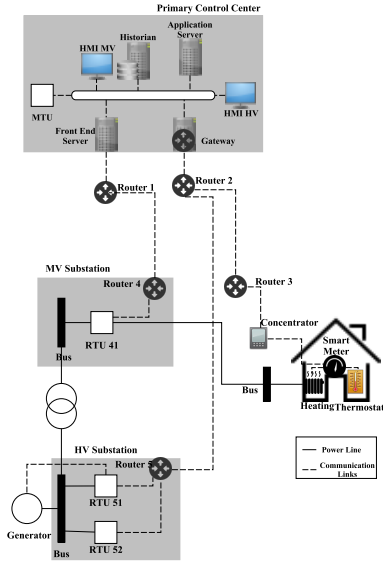 Primary Control Center
Application
Server
Historian
HMI MV
MTU
HMI HV
Front End
Server
Gateway
Router 1
Router 2
MV Substation
Router 4
Router 3
RTU 41
Bus
Concentrator
Smart
Meter
Bus
Heating
Thermostat
HV Substation
Router 5
RTU 51
Generator
RTU 52
Bus
Power Line
Communication
Links